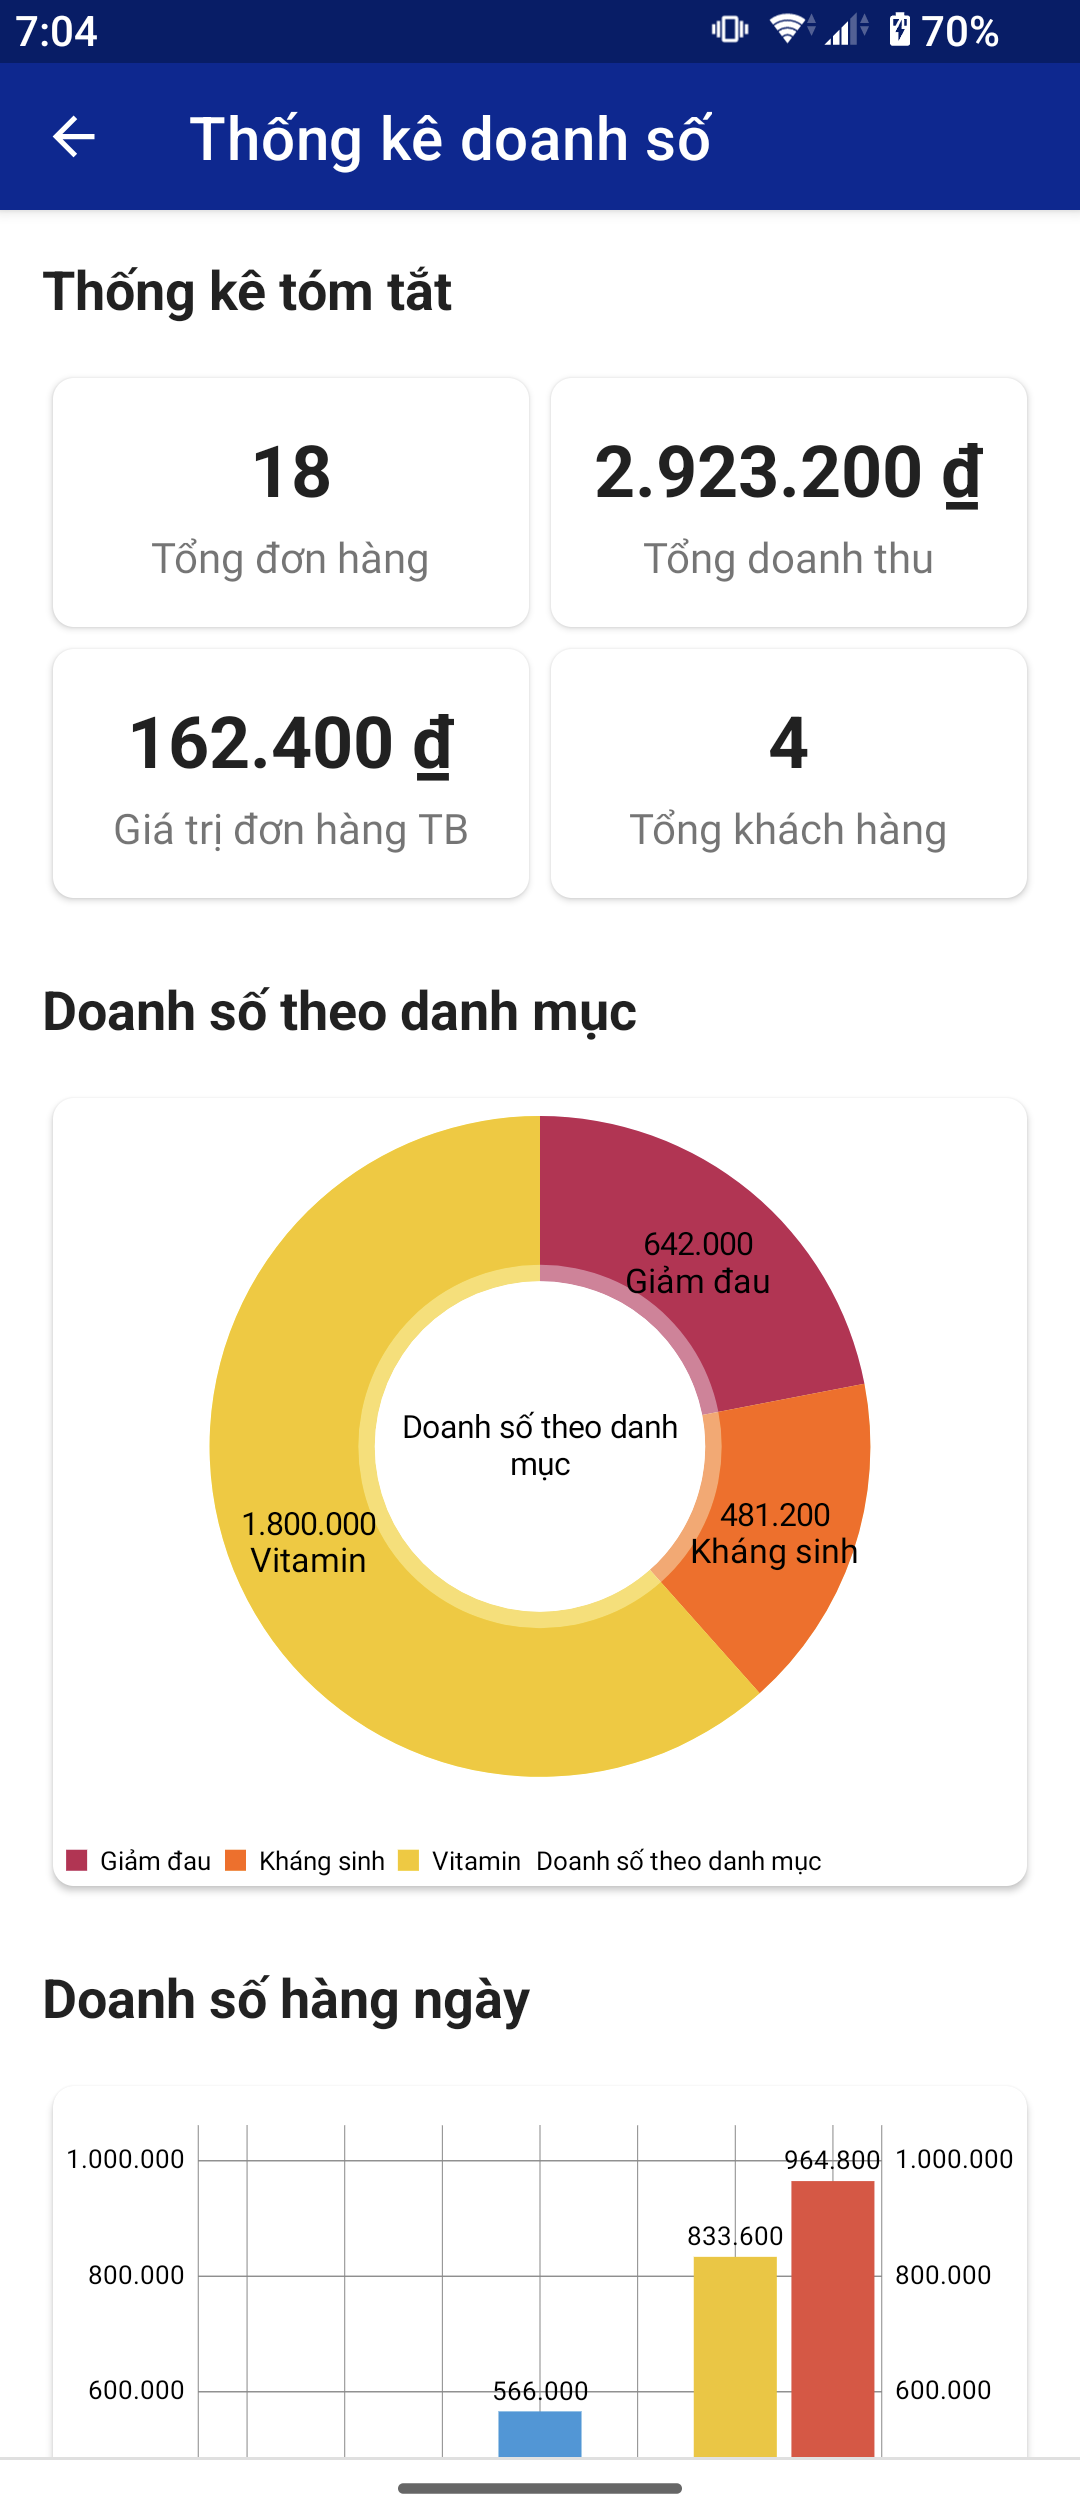 7:04
70%
Thống kê doanh số
Thống kê tóm tắt
18
Tổng đơn hàng
2.923.200 ₫
Tổng doanh thu
162.400 ₫
Giá trị đơn hàng TB
4
Tổng khách hàng
Doanh số theo danh mục
642.000
Giảm đau
Doanh số theo danh
mục
481.200
Kháng sinh
1.800.000
Vitamin
Giảm đau Kháng sinh Vitamin Doanh số theo danh mục
Doanh số hàng ngày
1.000.000 964.800 1.000.000
833.600
800.000 800.000
600.000 566.000 600.000